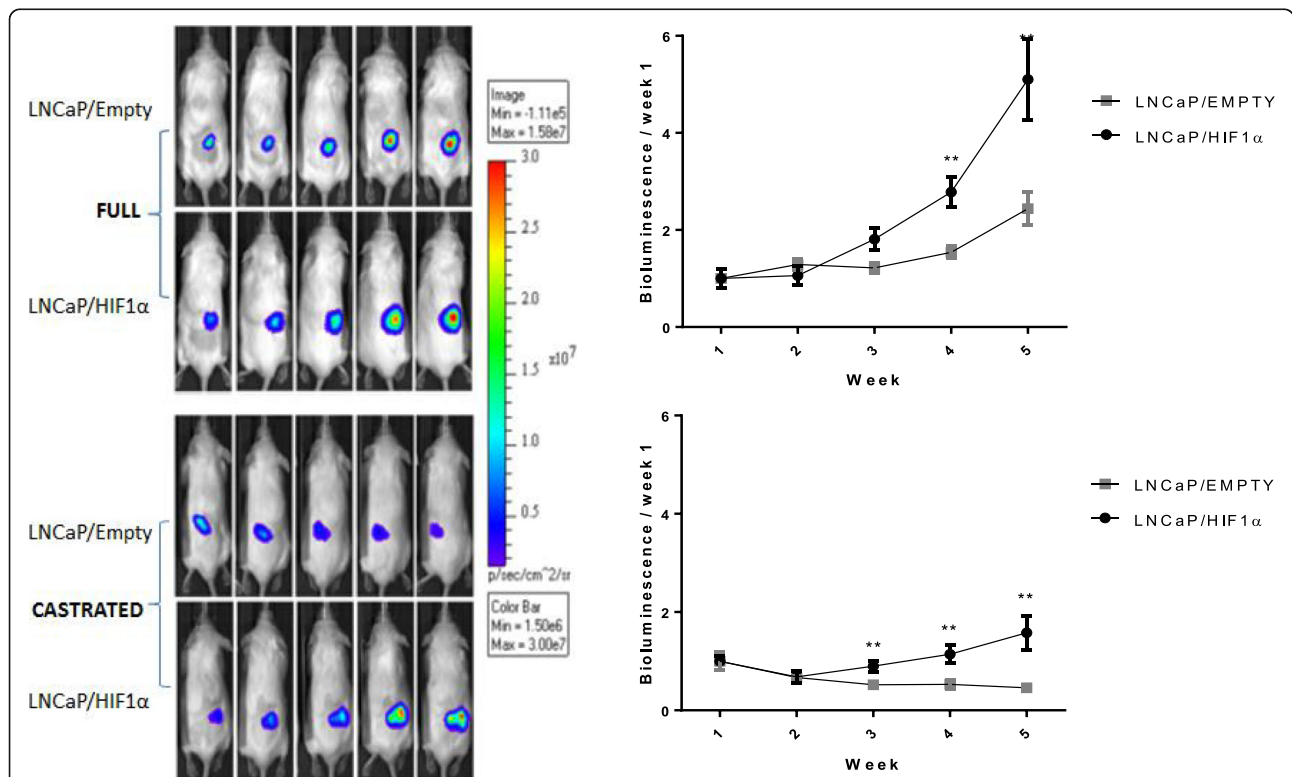 LNCaP/Empty
FULL
LNCaP/HIF1α
LNCaP/Empty
CASTRATED
LNCaP/HIF1α
Image
Min = -1.11e5
Max = 1.58e7
3.0
2.5
2.0
x10^7
1.5
1.0
0.5
p/sec/cm^2/sr
Color Bar
Min = 1.50e6
Max = 3.00e7
Bioluminescence / week 1
6
4
2
0
**
**
1
2
3
4
5
Week
LNCaP/EMPTY
LNCaP/HIF1α
Bioluminescence / week 1
6
4
2
0
**
**
**
1
2
3
4
5
Week
LNCaP/EMPTY
LNCaP/HIF1α